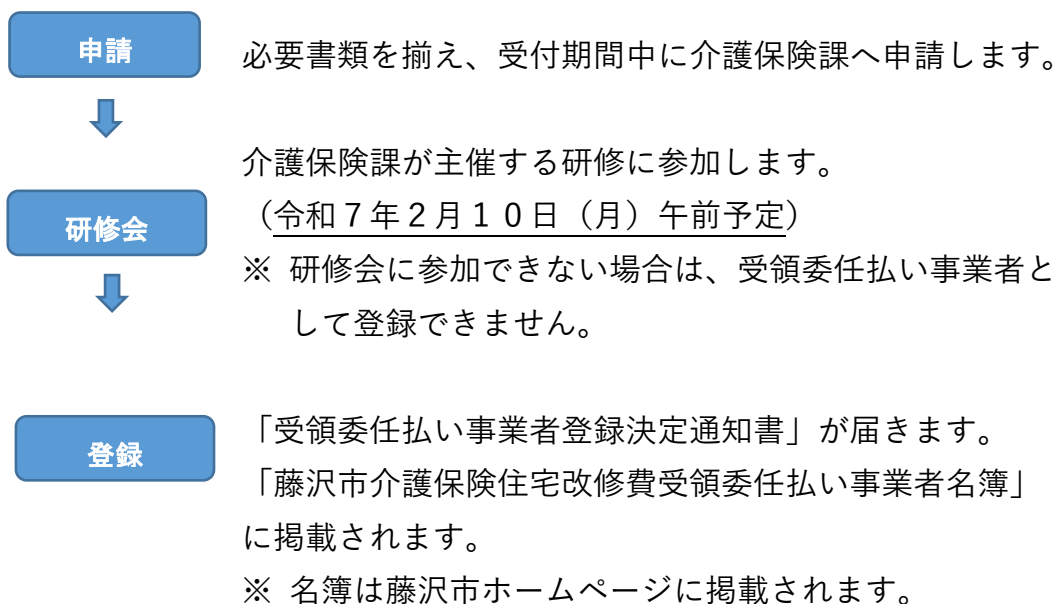 申請
必要書類を揃え、受付期間中に介護保険課へ申請します。
介護保険課が主催する研修に参加します。
研修会
（令和７年２月１０日（月）午前予定）
※ 研修会に参加できない場合は、受領委任払い事業者と
して登録できません。
登録
「受領委任払い事業者登録決定通知書」が届きます。
「藤沢市介護保険住宅改修費受領委任払い事業者名簿」
に掲載されます。
※ 名簿は藤沢市ホームページに掲載されます。